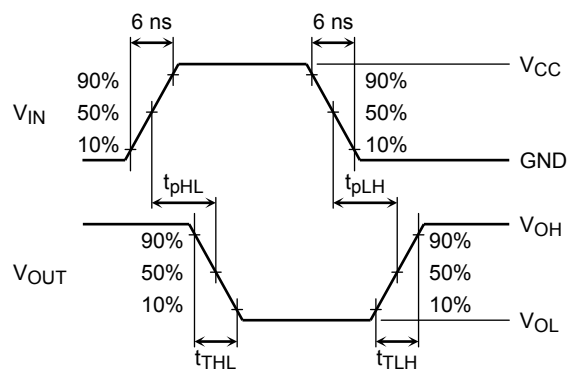 6 ns 6 ns
V_CC
90% 90%
V_IN 50% 50%
10% 10%
GND
t_pHL t_pLH
V_OH
90% 90%
V_OUT 50% 50%
10% 10%
V_OL
t_THL t_TLH